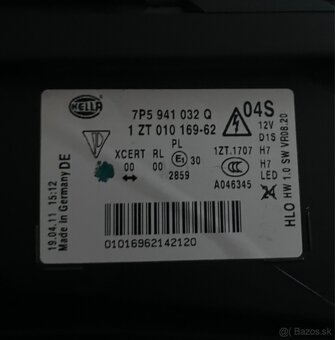 HELLA
7P5 941 032 Q
1 ZT 010 169-62
04S
12V
D1S
H7
H7
LED
PL
XCERT RL E1 30
00 00 2859
1ZT.1707
CCC
A046345
HLO HW 1.0 SW VR08.20
19.04.11 15:12
Made in Germany DE
01016962142120
© Bazos.sk